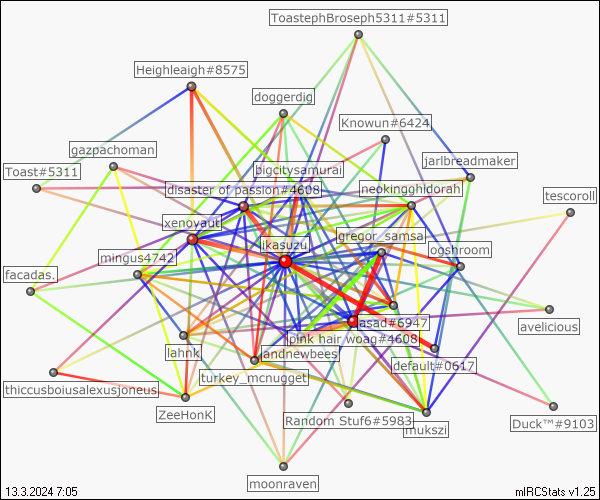 ToastephBroseph5311#5311
Heighleaigh#8575
doggerdig
Knowun#6424
gazpachoman
jarlbreadmaker
Toast#5311
bigcitysamurai
disaster of passion#4608
neokingghidorah
tescoroll
xenovaut
gregor_samsa
ikasuzu
ogshroom
mingus4742
facadas.
asad#6947
avelicious
pink hair woag#4608
lahnk
landnewbees
default#0617
turkey_mcnugget
thiccusboiusalexusjoneus
ZeeHonK
Random Stuf6#5983
mukszi
Duck™#9103
moonraven
13.3.2024 7:05
mIRCStats v1.25